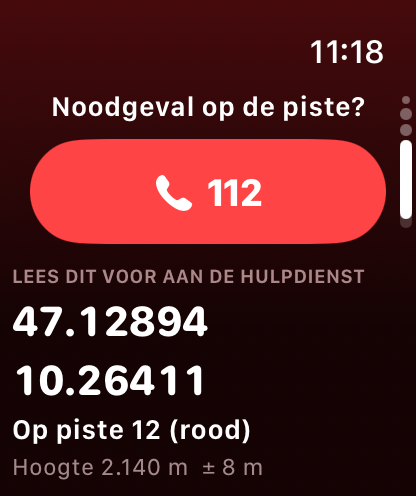 11:18
Noodgeval op de piste?
112
LEES DIT VOOR AAN DE HULPDIENST
47.12894
10.26411
Op piste 12 (rood)
Hoogte 2.140 m ± 8 m